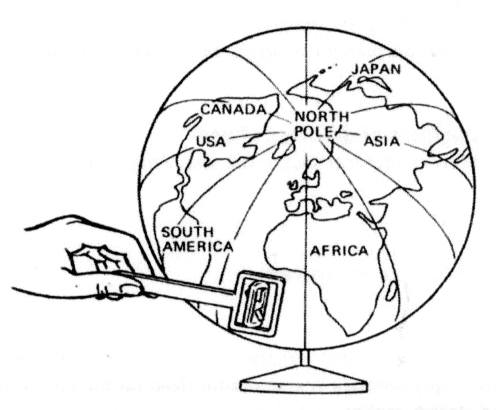 JAPAN
CANADA
NORTH
POLE
USA
ASIA
SOUTH
AMERICA
AFRICA